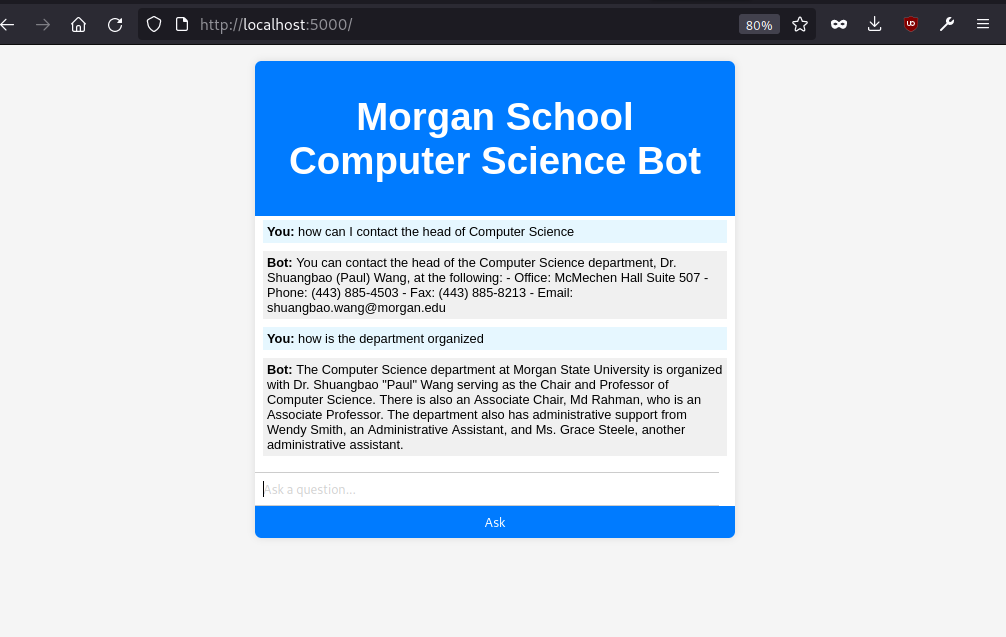 http://localhost:5000/
80%
Morgan School
Computer Science Bot
You: how can I contact the head of Computer Science
Bot: You can contact the head of the Computer Science department, Dr.
Shuangbao (Paul) Wang, at the following: - Office: McMechen Hall Suite 507 -
Phone: (443) 885-4503 - Fax: (443) 885-8213 - Email:
shuangbao.wang@morgan.edu
You: how is the department organized
Bot: The Computer Science department at Morgan State University is organized
with Dr. Shuangbao "Paul" Wang serving as the Chair and Professor of
Computer Science. There is also an Associate Chair, Md Rahman, who is an
Associate Professor. The department also has administrative support from
Wendy Smith, an Administrative Assistant, and Ms. Grace Steele, another
administrative assistant.
Ask a question...
Ask